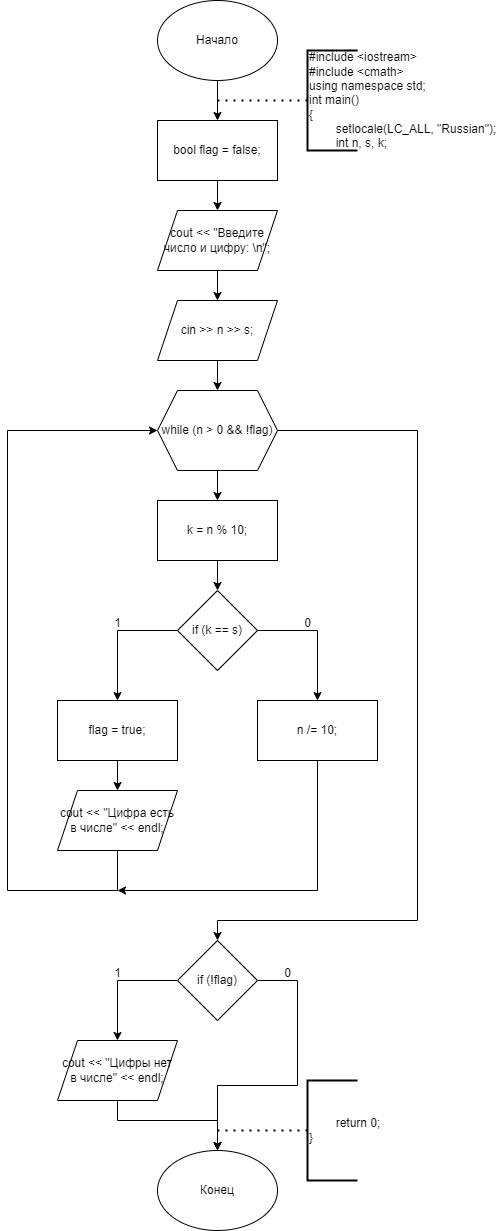 Начало
#include <iostream>
#include <cmath>
using namespace std;
int main()
{
setlocale(LC_ALL, "Russian");
int n, s, k;
bool flag = false;
cout << "Введите
число и цифру: \n";
cin >> n >> s;
while (n > 0 && !flag)
k = n % 10;
if (k == s)
1
0
flag = true;
n /= 10;
cout << "Цифра есть
в числе" << endl;
if (!flag)
1
0
cout << "Цифры нет
в числе" << endl;
return 0;
}
Конец